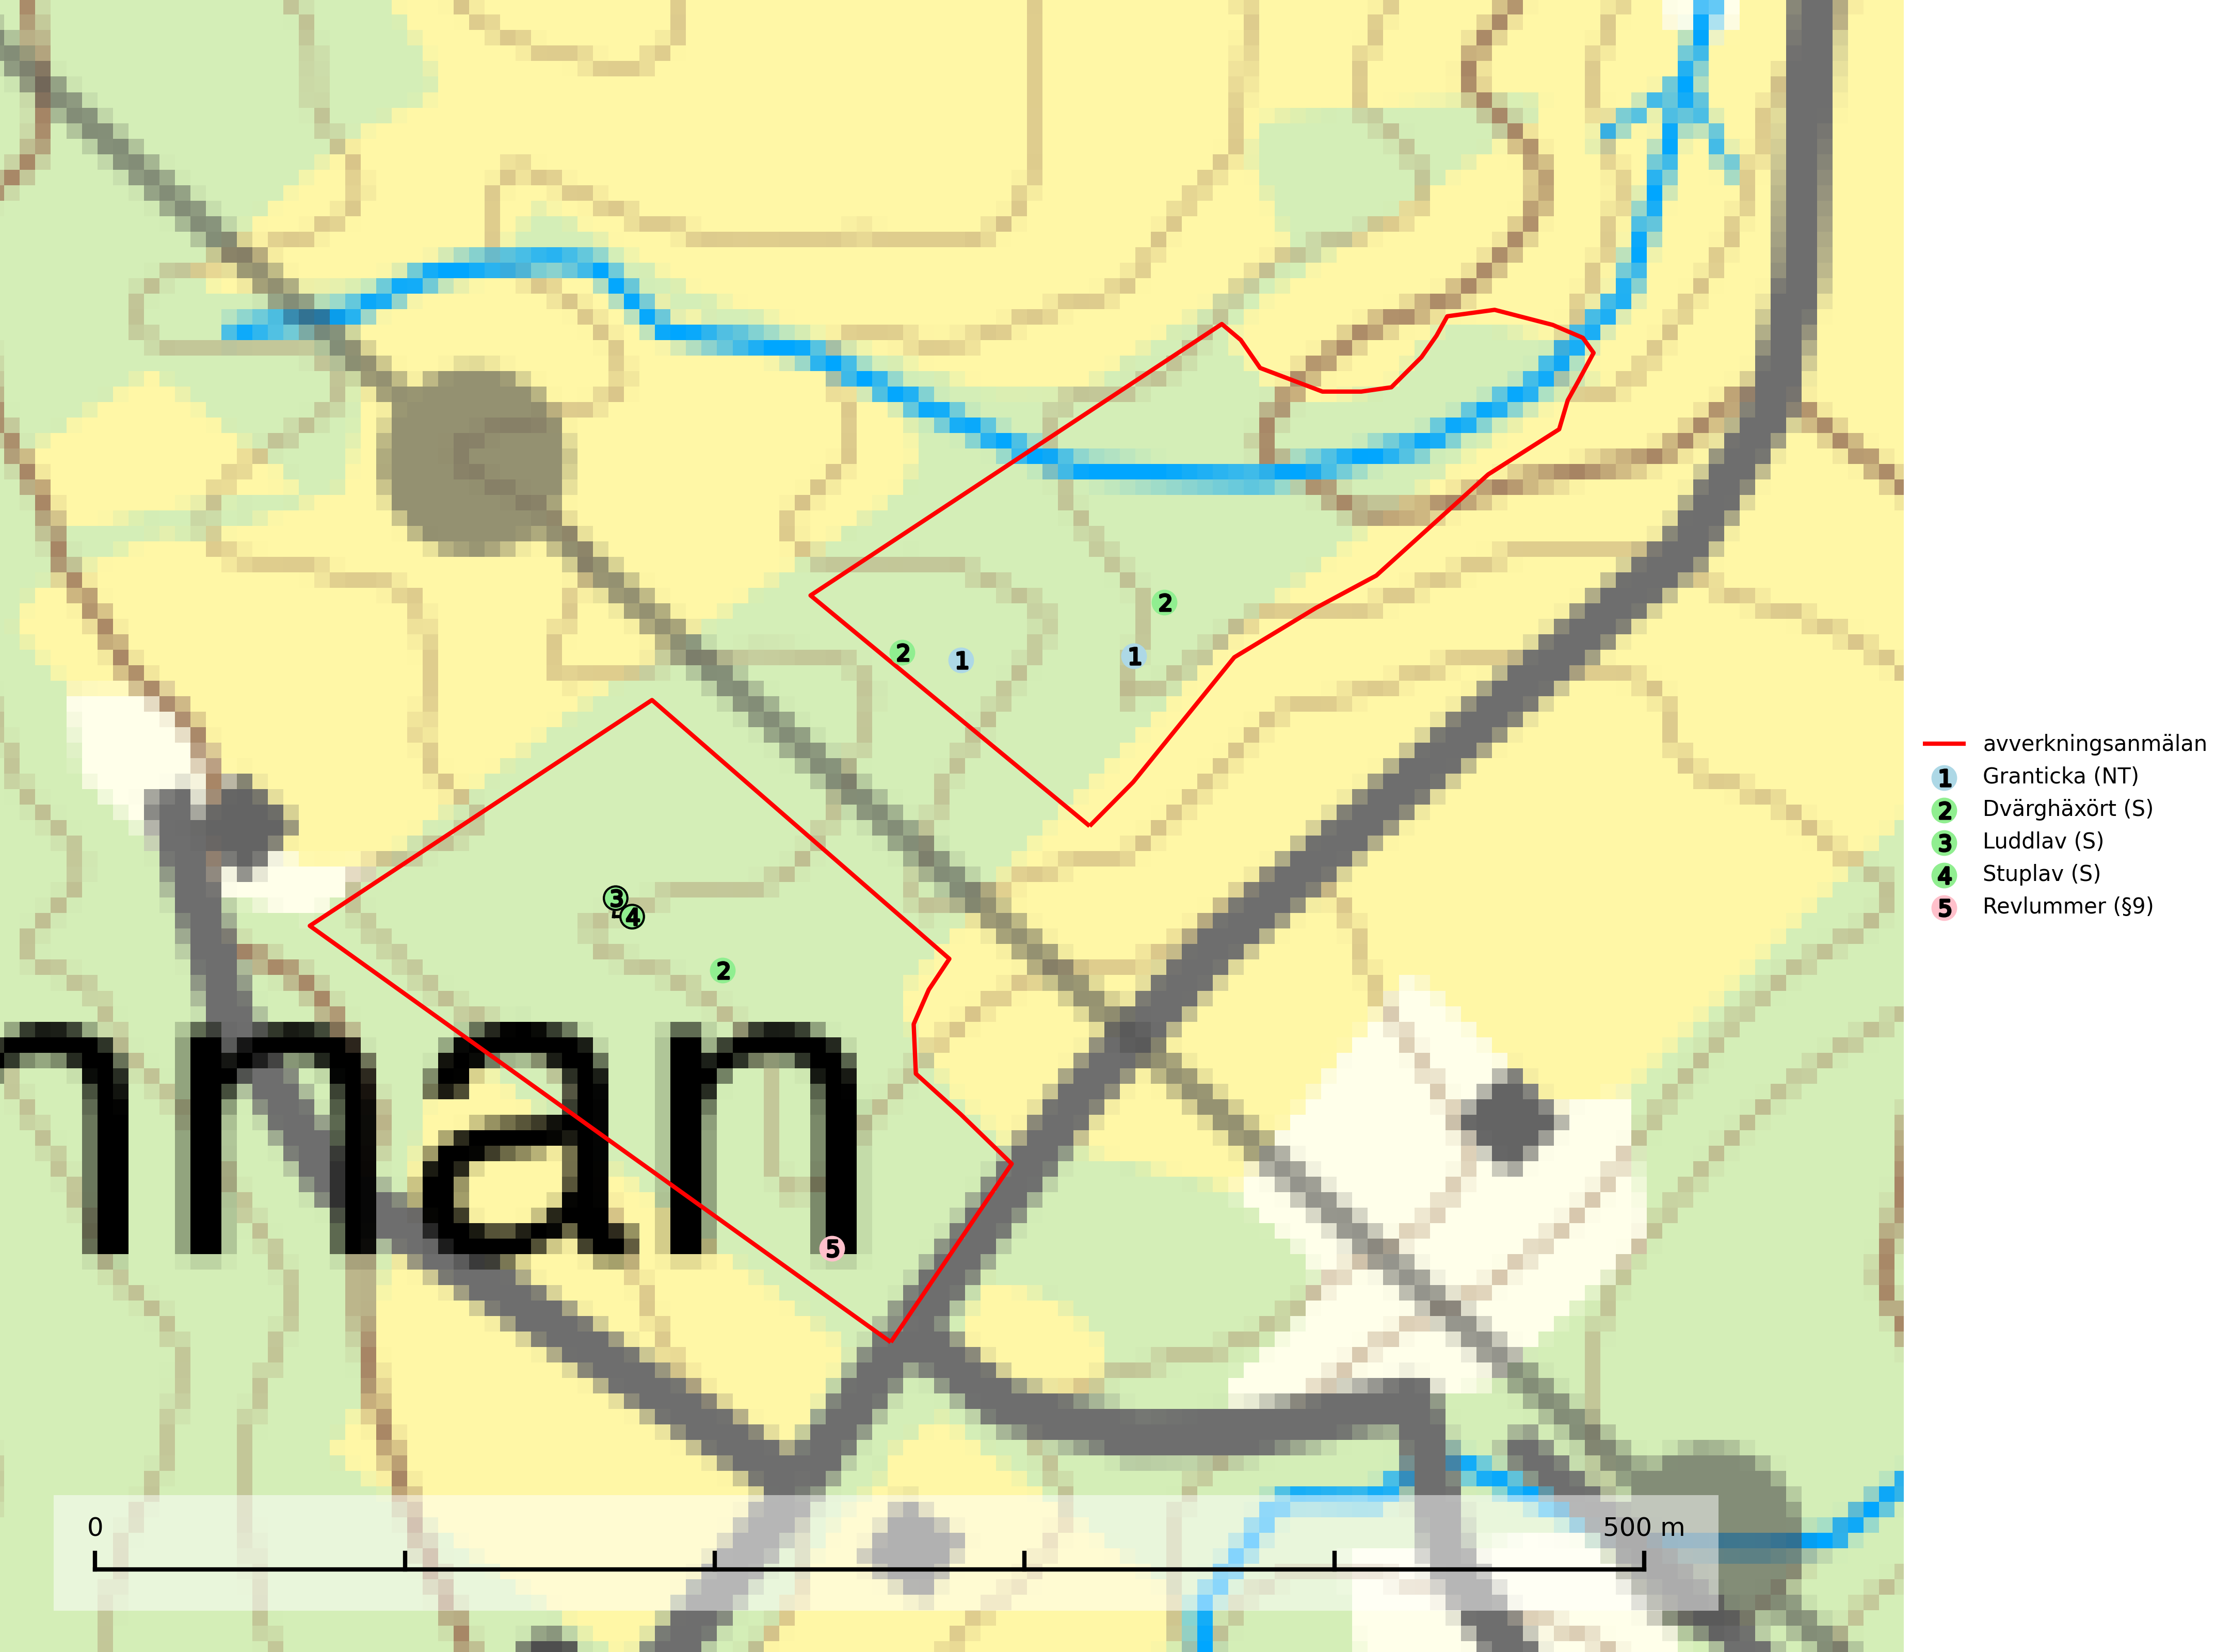 2
2
1
1
3
4
2
man
5
0
500 m
avverkningsanmälan
1 Granticka (NT)
2 Dvärghäxört (S)
3 Luddlav (S)
4 Stuplav (S)
5 Revlummer (§9)